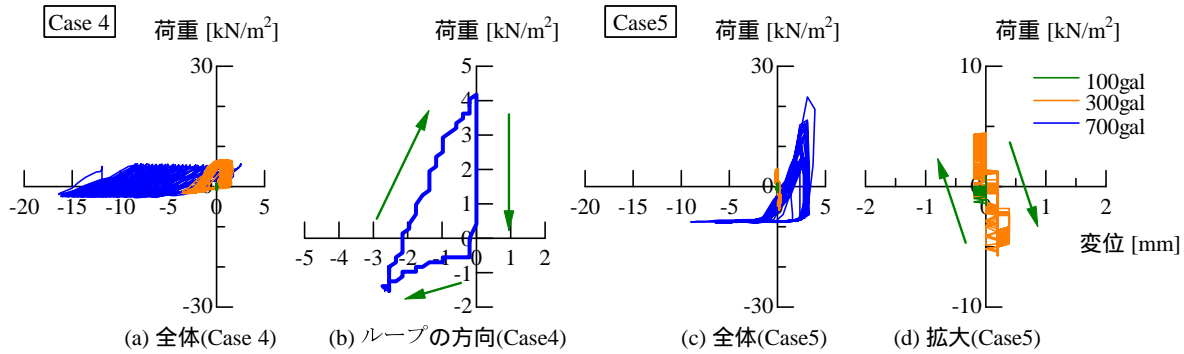 Case 4
荷重 [kN/m2]
30
-20 -15 -10 -5 0 5
-30
(a) 全体(Case 4)
荷重 [kN/m2]
5
4
3
2
1
0
-5 -4 -3 -2 -1 0 1 2
-1
-2
(b) ループの方向(Case4)
Case5
荷重 [kN/m2]
30
-20 -15 -10 -5 0 5
-30
(c) 全体(Case5)
荷重 [kN/m2]
10
100gal
300gal
700gal
-2 -1 0 1 2
変位 [mm]
-10
(d) 拡大(Case5)